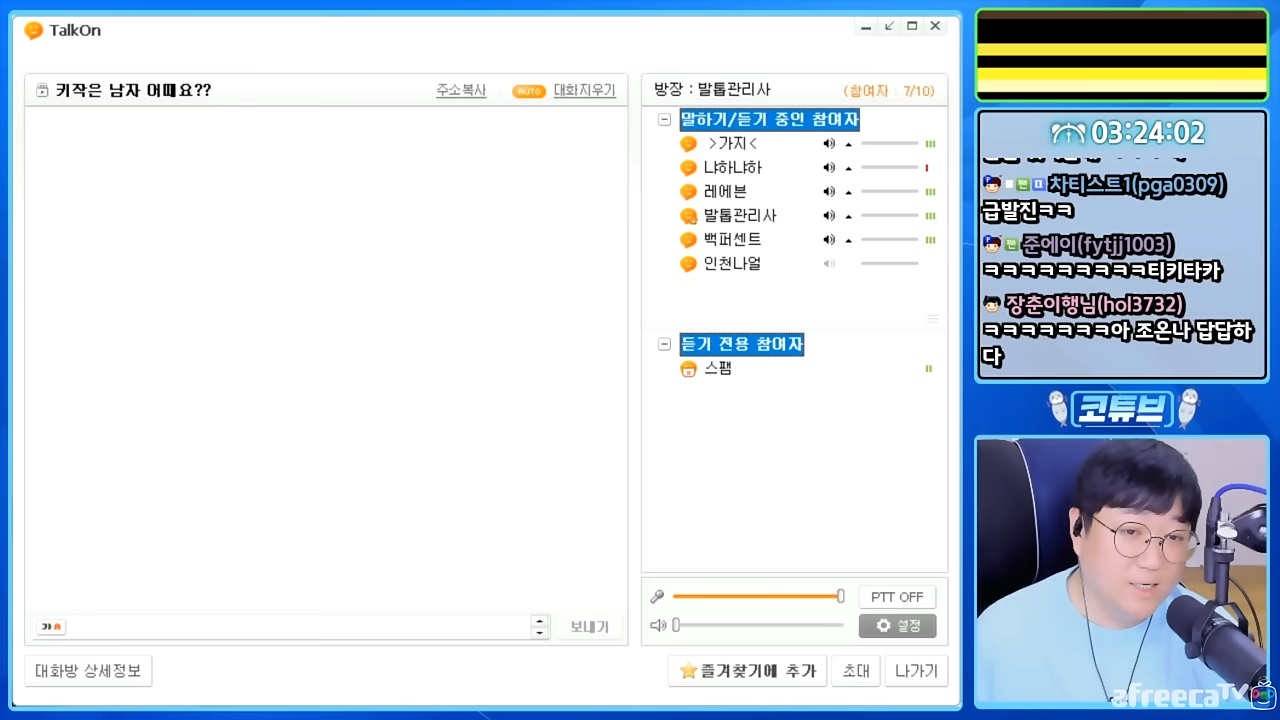 TalkOn
키작은 남자 어때요??
주소복사
AUTO
대화지우기
방장 : 발톱관리사
(참여자 : 7/10)
말하기/듣기 중인 참여자
>가지<
냐하냐하
레에븐
발톱관리사
백퍼센트
인천나얼
듣기 전용 참여자
스팸
가
보내기
PTT OFF
설정
대화방 상세정보
즐겨찾기에 추가
초대
나가기
03:24:02
팬
차티스트1(pga0309)
급발진ㅋㅋ
팬
준에이(fytjj1003)
ㅋㅋㅋㅋㅋㅋㅋㅋㅋ티키타카
장춘이행님(hol3732)
ㅋㅋㅋㅋㅋㅋㅋ아 조온나 답답하
다
코튜브
afreecaTV